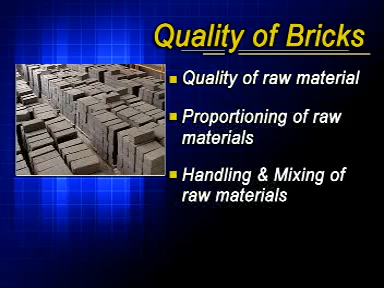 Quality of Bricks
Quality of raw material
Proportioning of raw
materials
Handling & Mixing of
raw materials